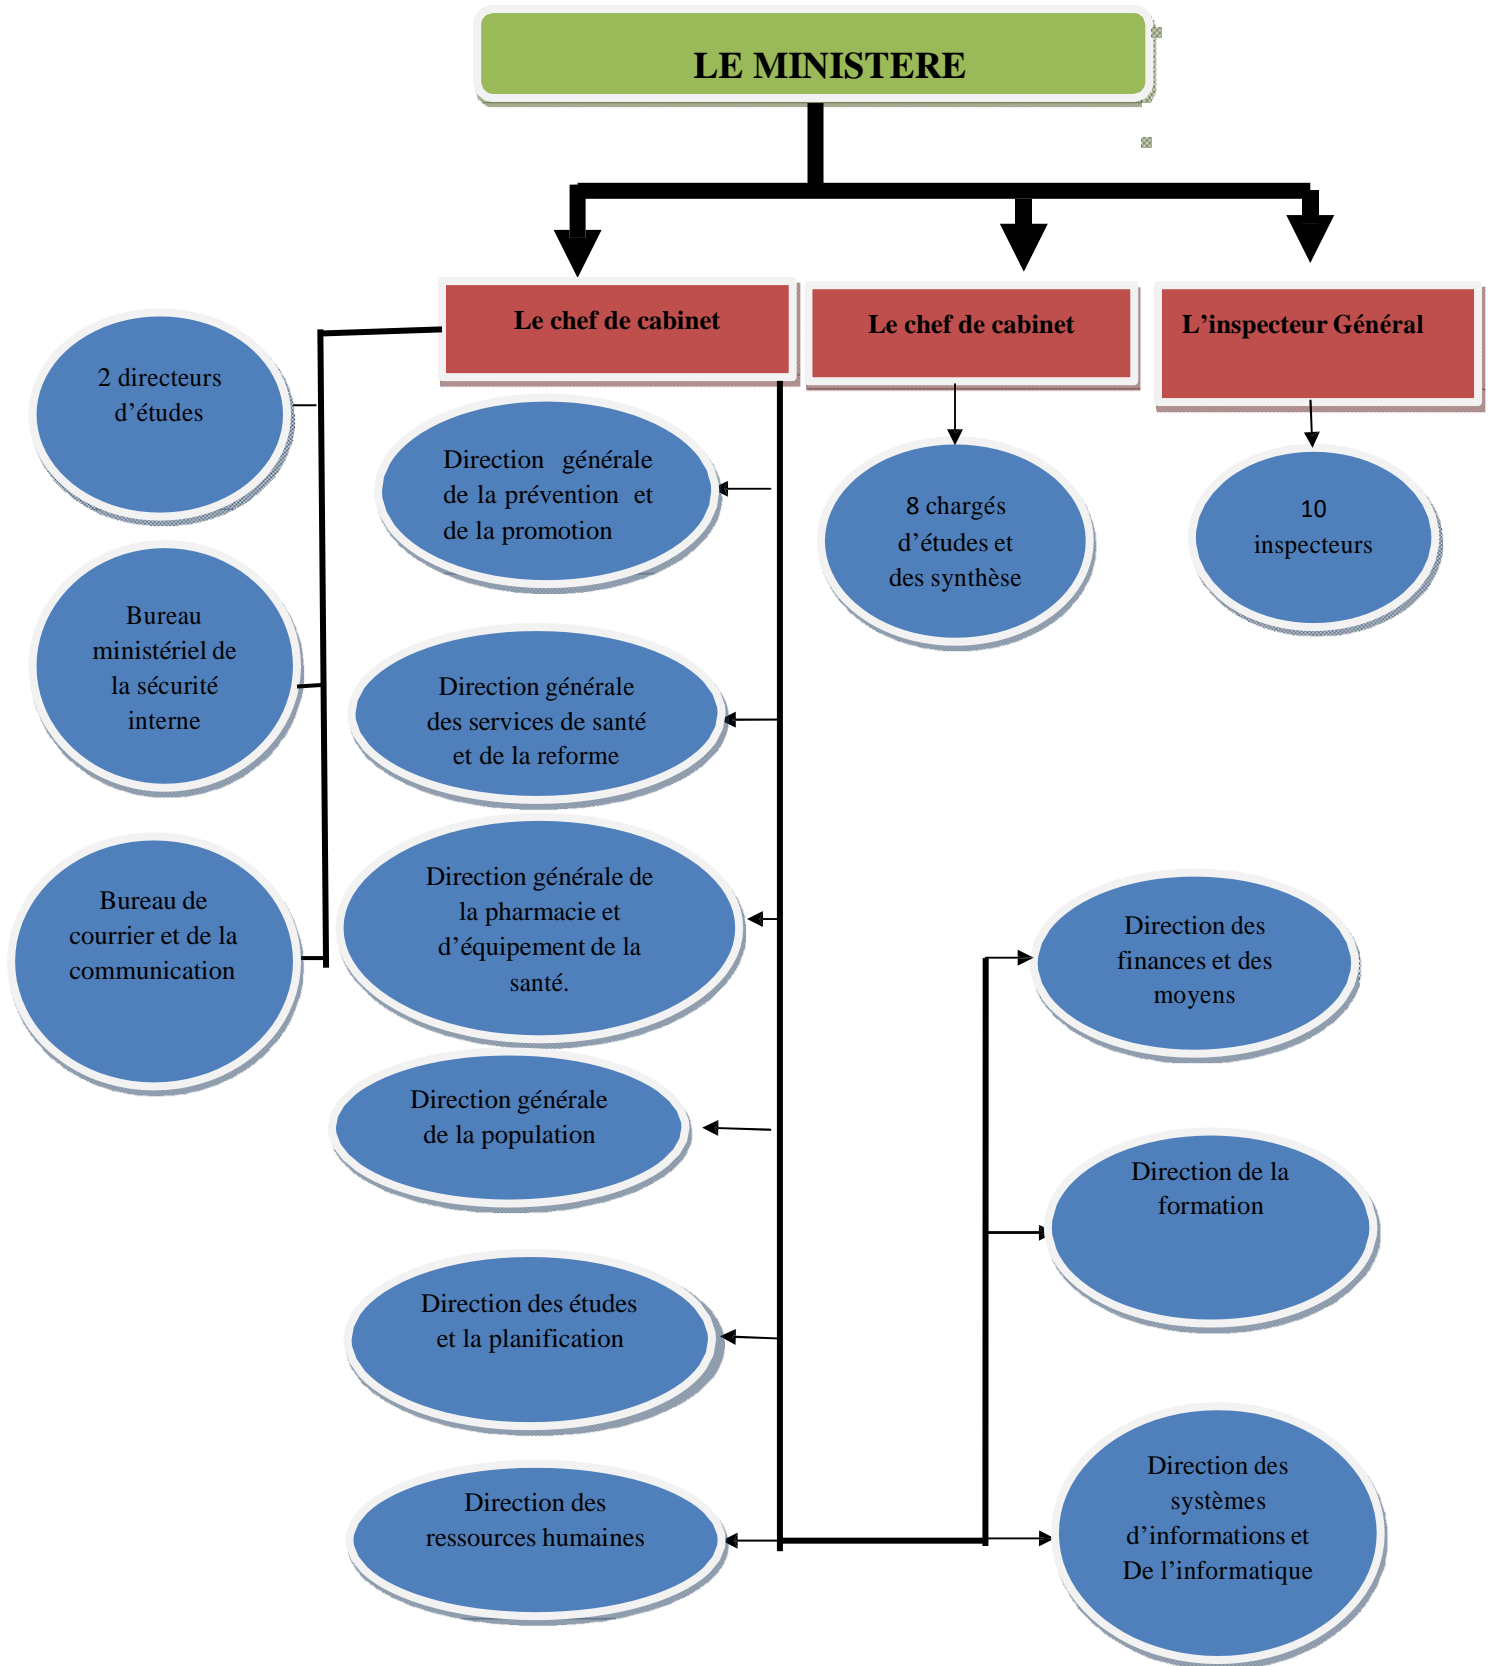 LE MINISTERE
Le chef de cabinet
Le chef de cabinet
L’inspecteur Général
2 directeurs
d’études
Bureau
ministériel de
la sécurité
interne
Bureau de
courrier et de la
communication
Direction générale
de la prévention et
de la promotion
Direction générale
des services de santé
et de la reforme
Direction générale de
la pharmacie et
d’équipement de la
santé.
Direction générale
de la population
Direction des études
et la planification
Direction des
ressources humaines
8 chargés
d’études et
des synthèse
10
inspecteurs
Direction des
finances et des
moyens
Direction de la
formation
Direction des
systèmes
d’informations et
De l’informatique